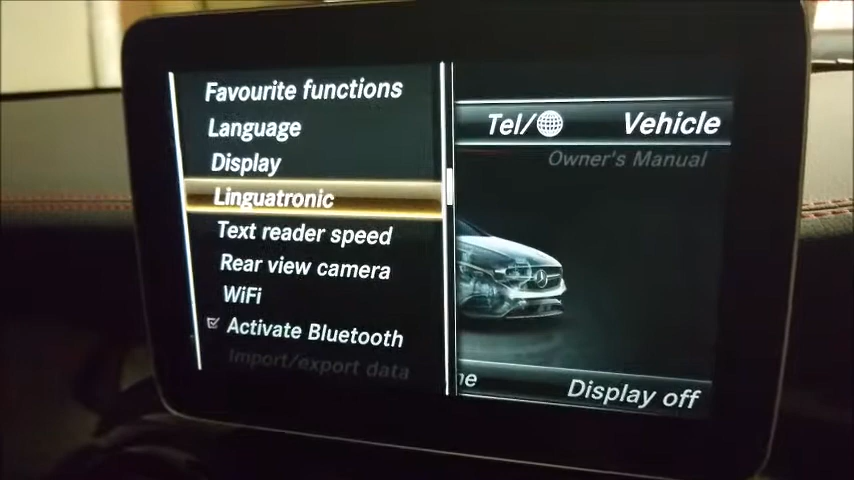 Favourite functions
Language
Display
Linguatronic
Text reader speed
Rear view camera
WiFi
Activate Bluetooth
Import/export data
Tel/
Vehicle
Owner's Manual
Display off